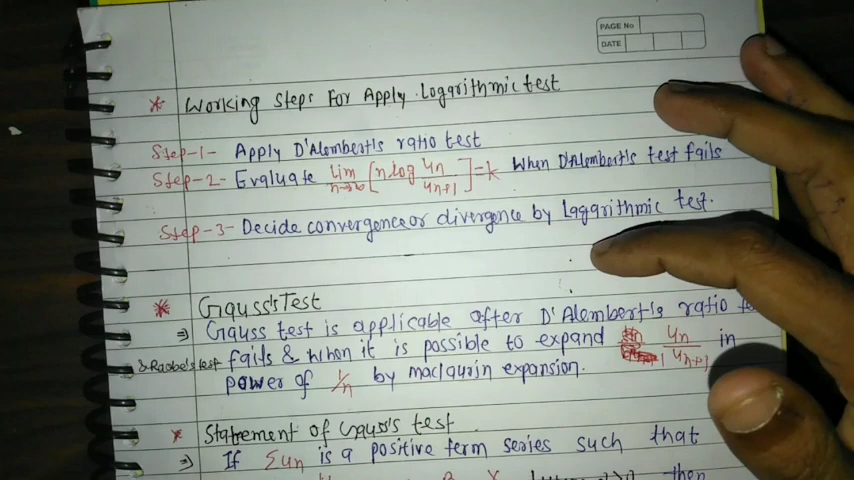 PAGE No
DATE
* Working Steps For Apply Logarithmic test
Step-1- Apply D'Alembert's ratio test
Step-2- Evaluate lim n→∞ [n log un/un+1] = k When D'Alembert's test fails
Step-3- Decide convergence or divergence by Lagarithmic test.
* Gauss's Test
⇒ Gauss test is applicable after D'Alembert's ratio
& Raabe's test fails & when it is possible to expand un/un+1 in
power of 1/n by maclaurin expansion.
* Statement of Gauss's test
⇒ If Σun is a positive term series such that
then